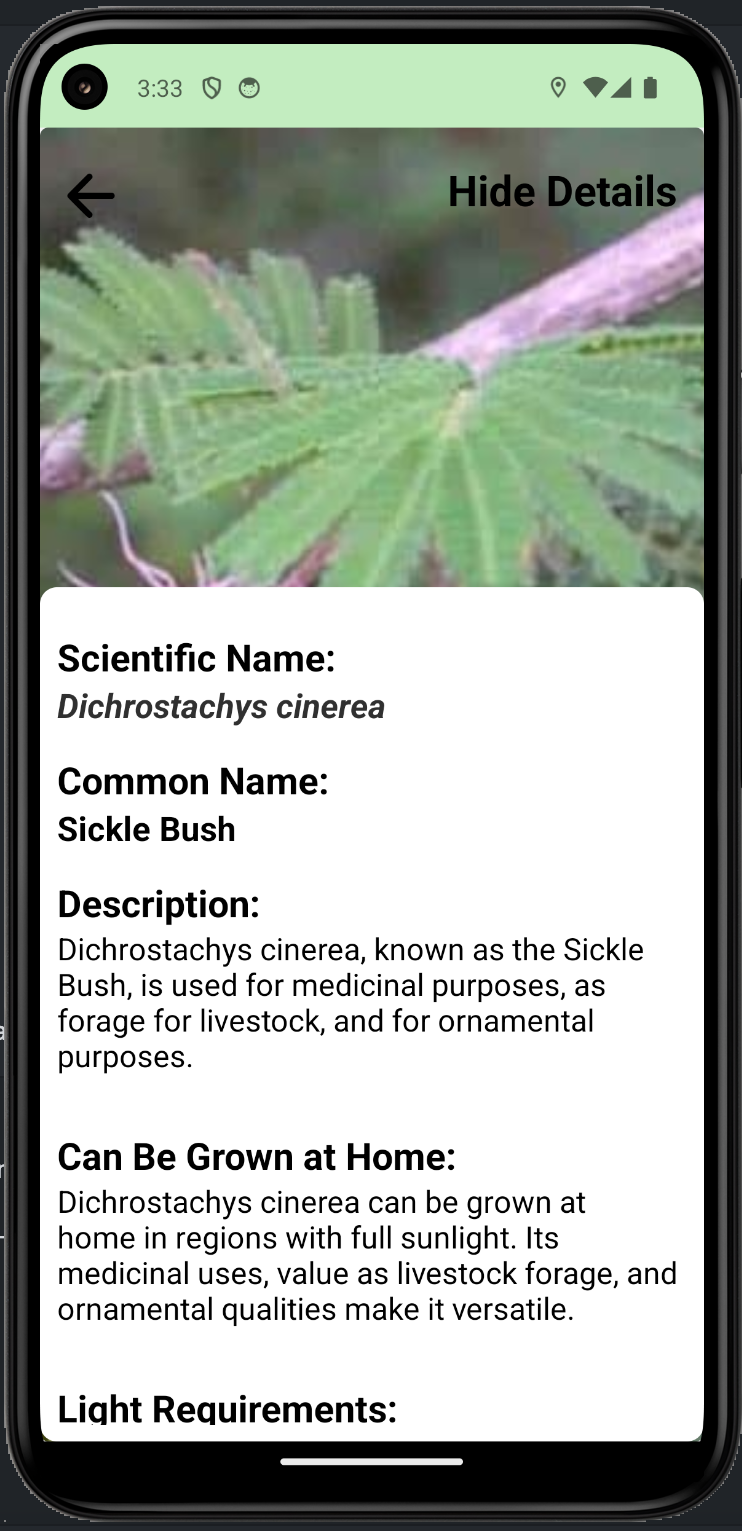 3:33
Hide Details
Scientific Name:
Dichrostachys cinerea
Common Name:
Sickle Bush
Description:
Dichrostachys cinerea, known as the Sickle
Bush, is used for medicinal purposes, as
forage for livestock, and for ornamental
purposes.
Can Be Grown at Home:
Dichrostachys cinerea can be grown at
home in regions with full sunlight. Its
medicinal uses, value as livestock forage, and
ornamental qualities make it versatile.
Light Requirements: